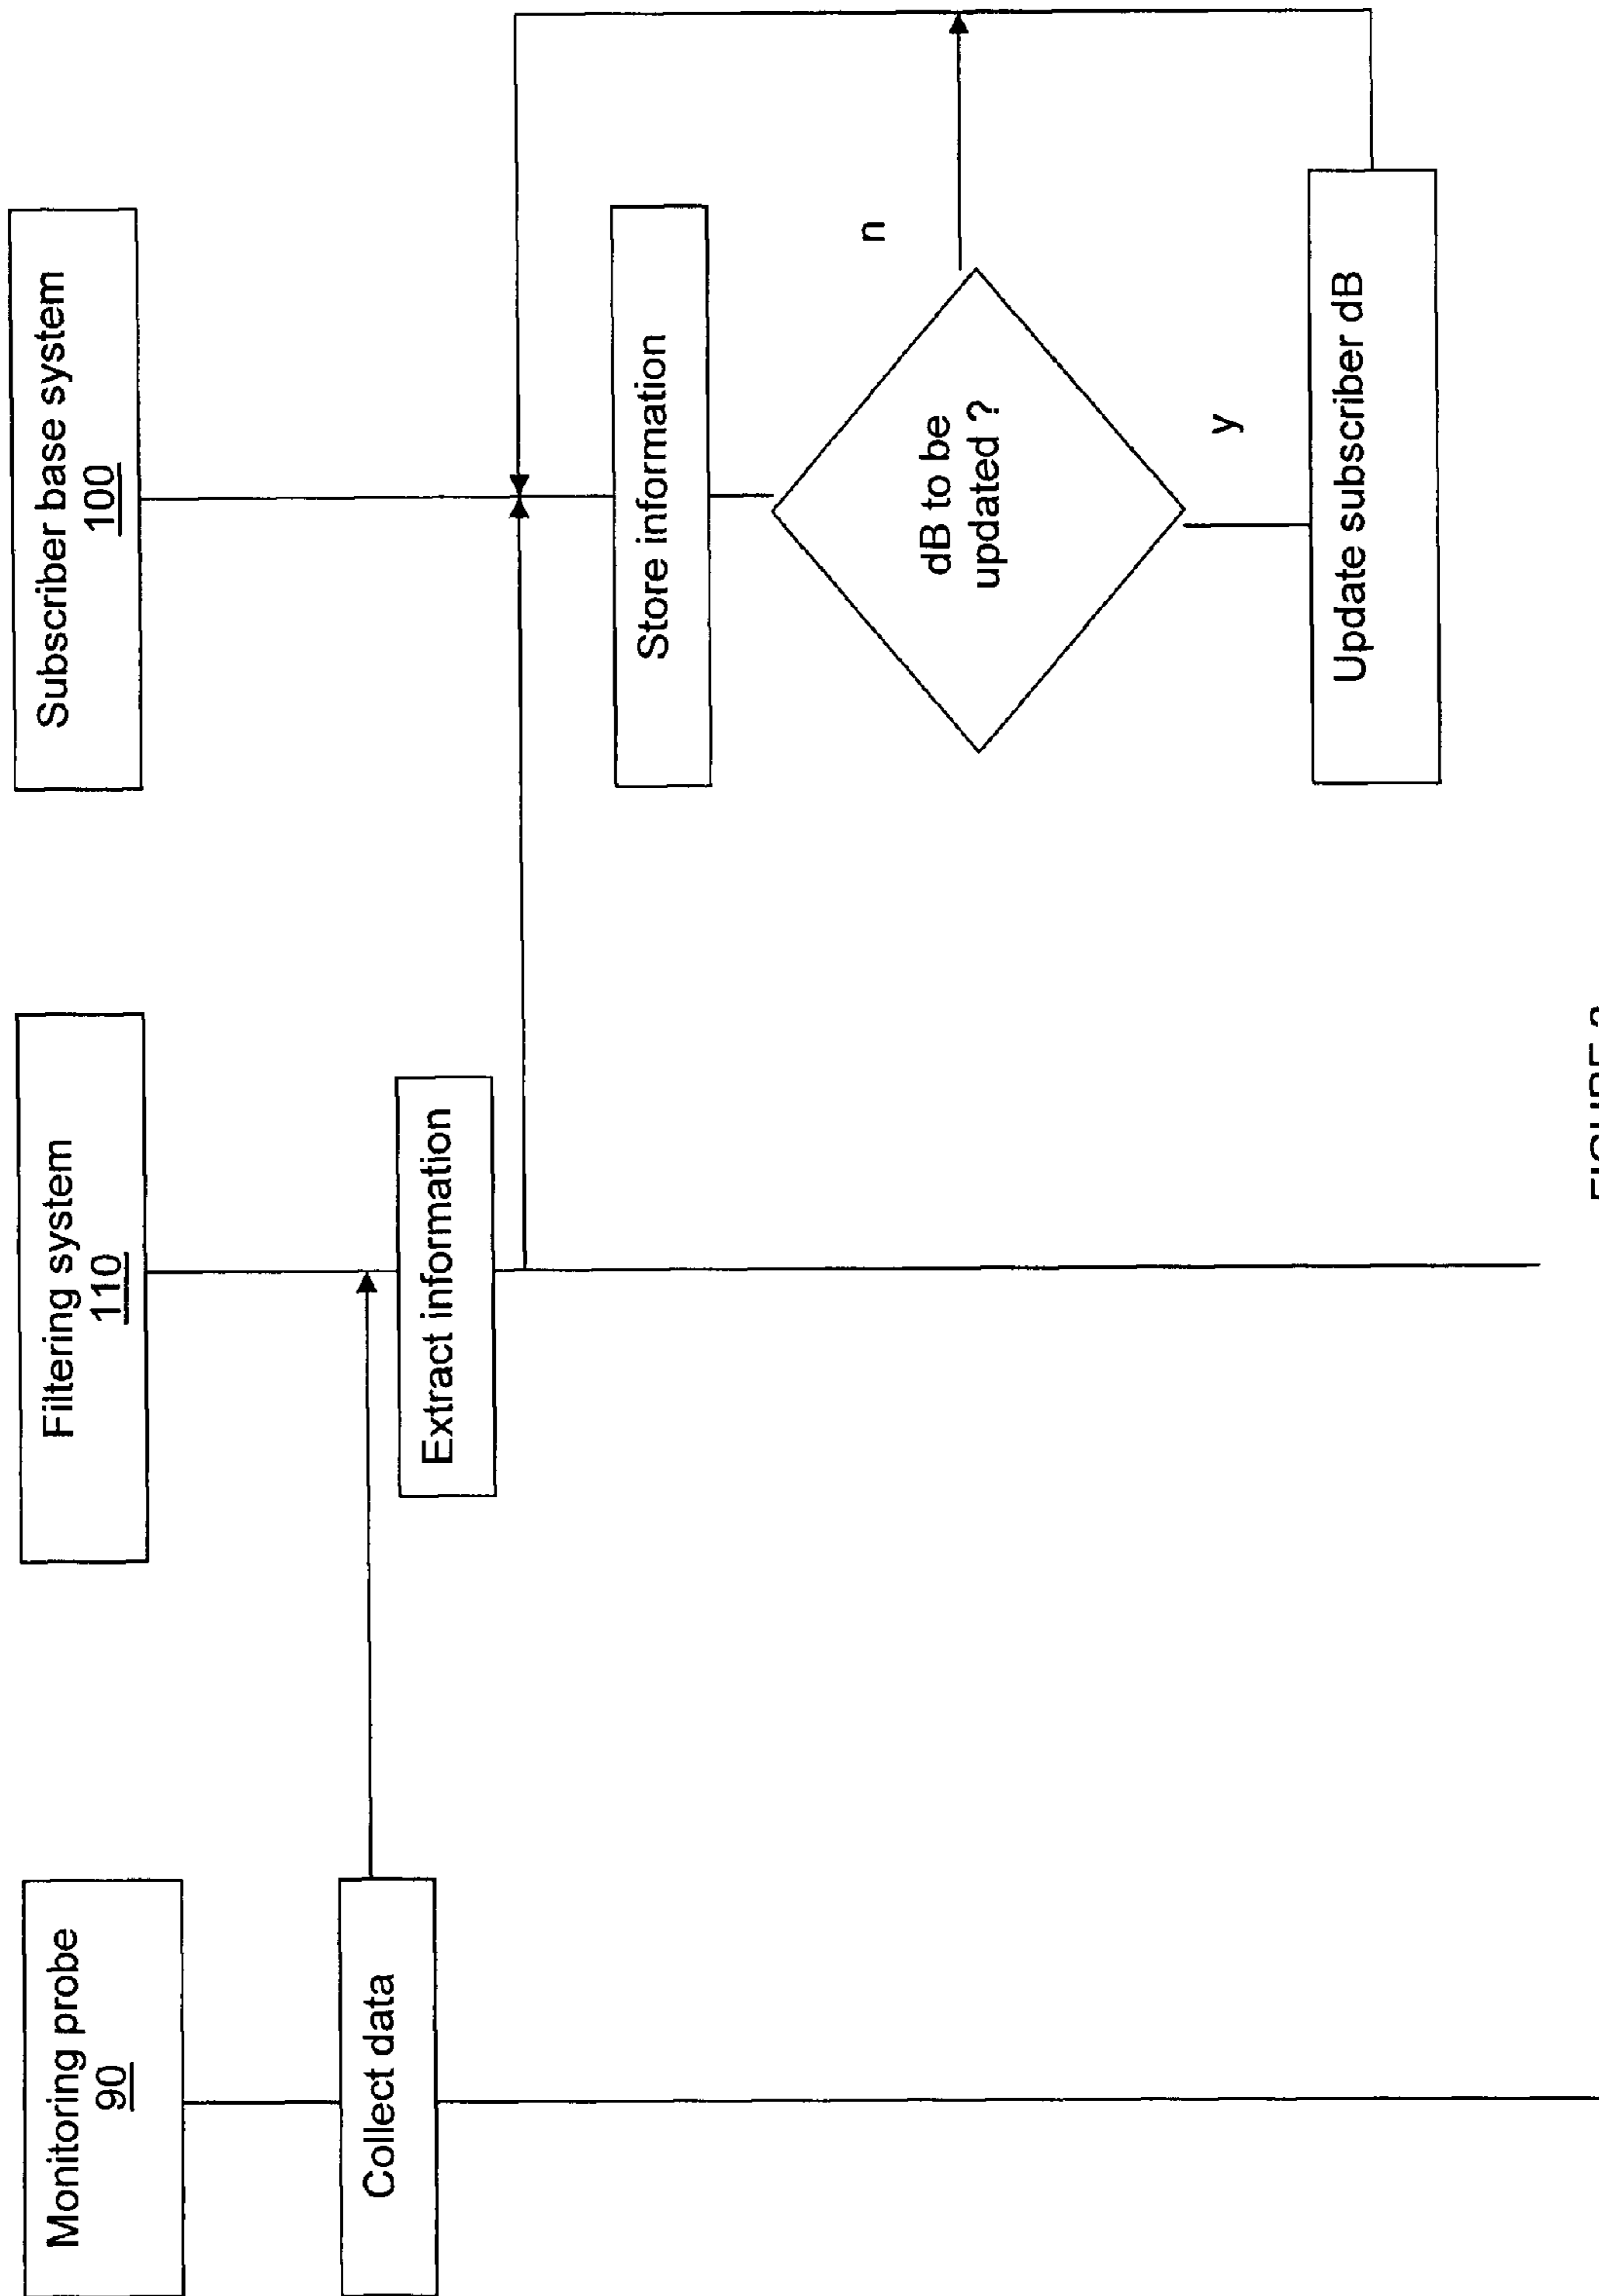 Monitoring probe
90
Filtering system
110
Subscriber base system
100
Collect data
Extract information
Store information
n
dB to be
updated ?
y
Update subscriber dB
FIGURE